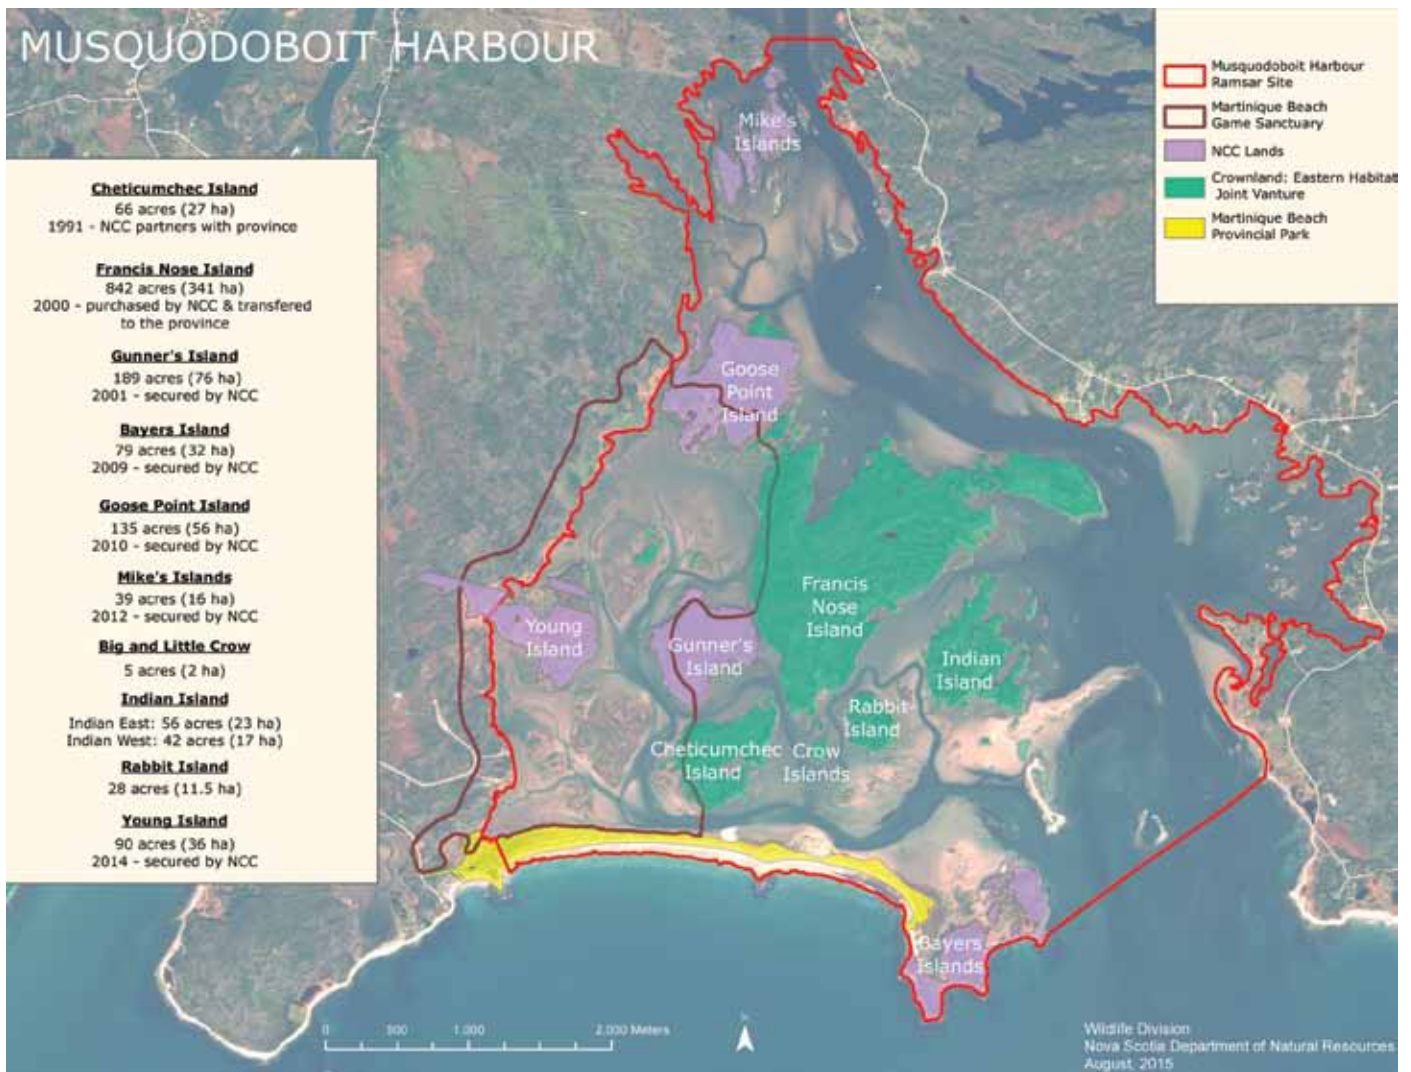 MUSQUODOBOIT HARBOUR
Musquodoboit Harbour
Ramsar Site
Martinique Beach
Game Sanctuary
NCC Lands
Crownland: Eastern Habitat
Joint Vanture
Martinique Beach
Provincial Park
Cheticumchec Island
66 acres (27 ha)
1991 - NCC partners with province
Francis Nose Island
842 acres (341 ha)
2000 - purchased by NCC & transfered
to the province
Gunner's Island
189 acres (76 ha)
2001 - secured by NCC
Bayers Island
79 acres (32 ha)
2009 - secured by NCC
Goose Point Island
135 acres (56 ha)
2010 - secured by NCC
Mike's Islands
39 acres (16 ha)
2012 - secured by NCC
Big and Little Crow
5 acres (2 ha)
Indian Island
Indian East: 56 acres (23 ha)
Indian West: 42 acres (17 ha)
Rabbit Island
28 acres (11.5 ha)
Young Island
90 acres (36 ha)
2014 - secured by NCC
Mike's
Islands
Goose
Point
Island
Francis
Nose
Island
Young
Island
Gunner's
Island
Indian
Island
Rabbit
Island
Cheticumchec
Island
Crow
Islands
Bayers
Islands
0 500 1,000 2,000 Meters
Wildlife Division
Nova Scotia Department of Natural Resources
August, 2015